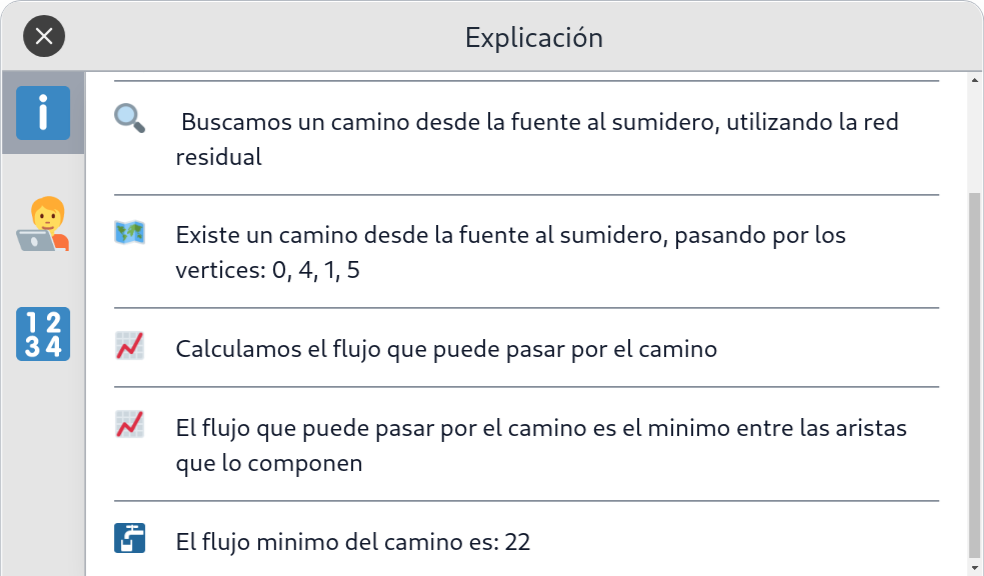 Explicación
Buscamos un camino desde la fuente al sumidero, utilizando la red
residual
Existe un camino desde la fuente al sumidero, pasando por los
vertices: 0, 4, 1, 5
1 2
3 4
Calculamos el flujo que puede pasar por el camino
El flujo que puede pasar por el camino es el minimo entre las aristas
que lo componen
El flujo minimo del camino es: 22